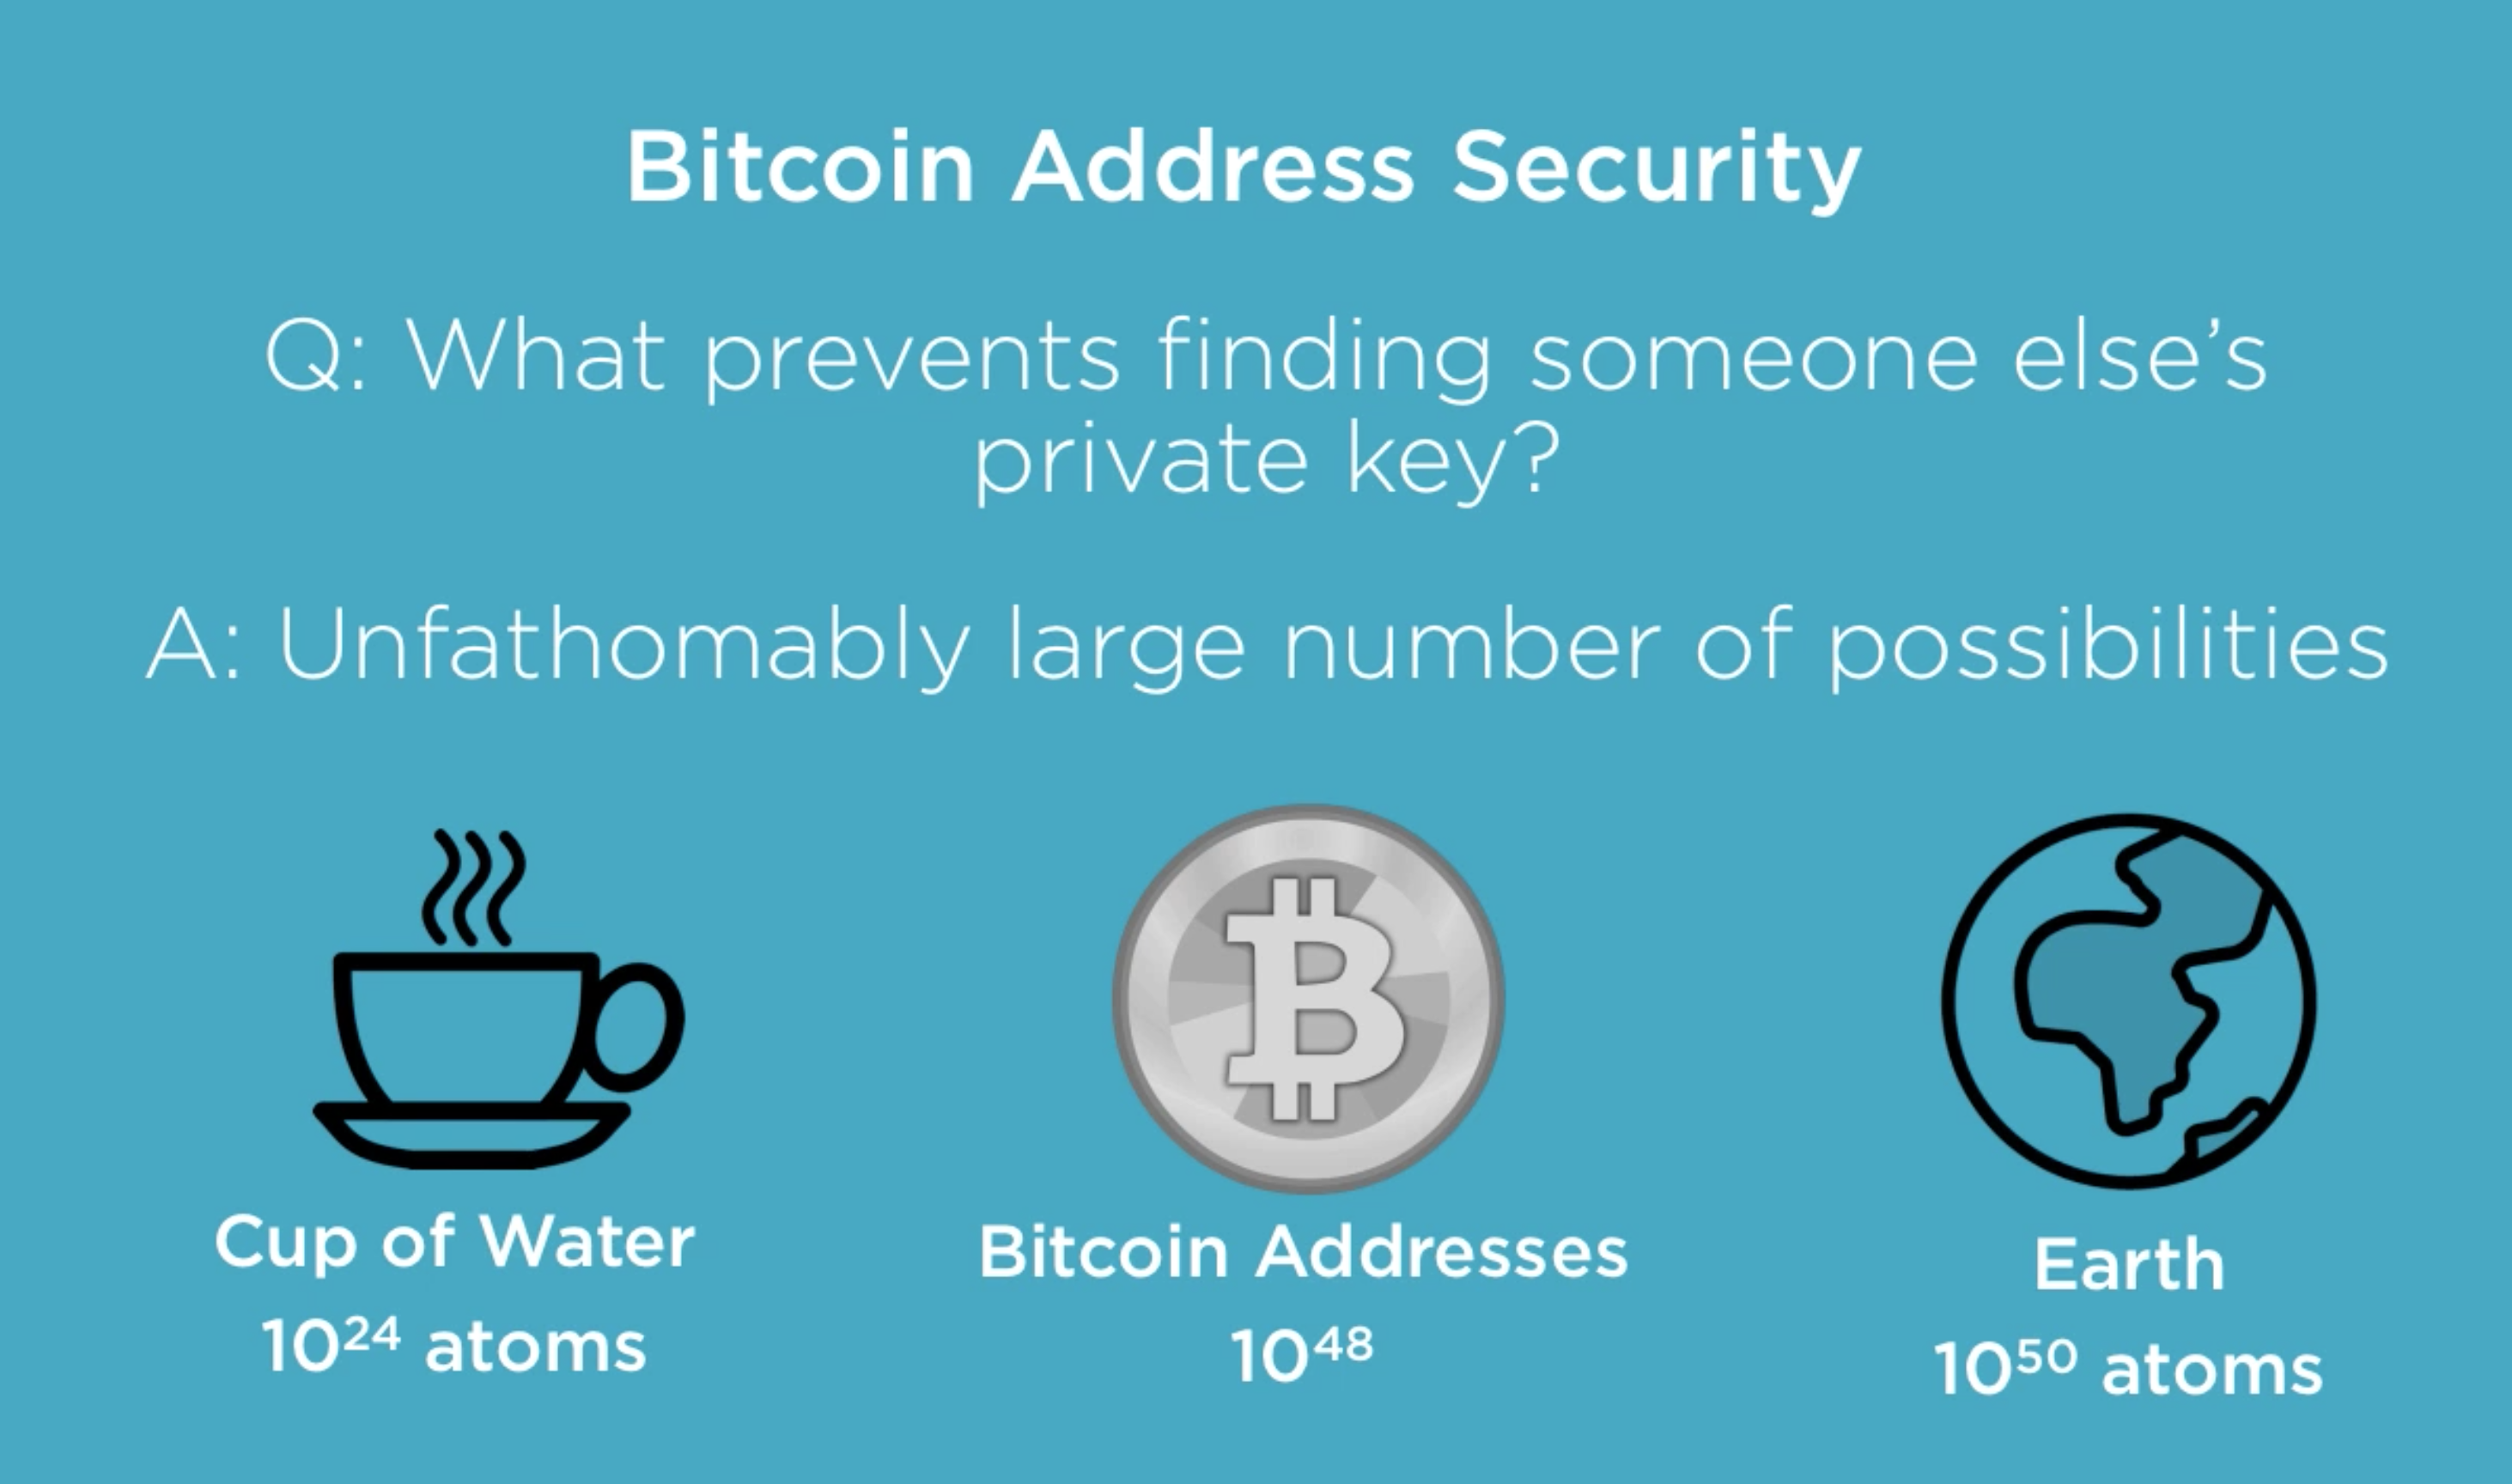 Bitcoin Address Security
Q: What prevents finding someone else’s
private key?
A: Unfathomably large number of possibilities
Cup of Water
10²⁴ atoms
Bitcoin Addresses
10⁴⁸
Earth
10⁵⁰ atoms